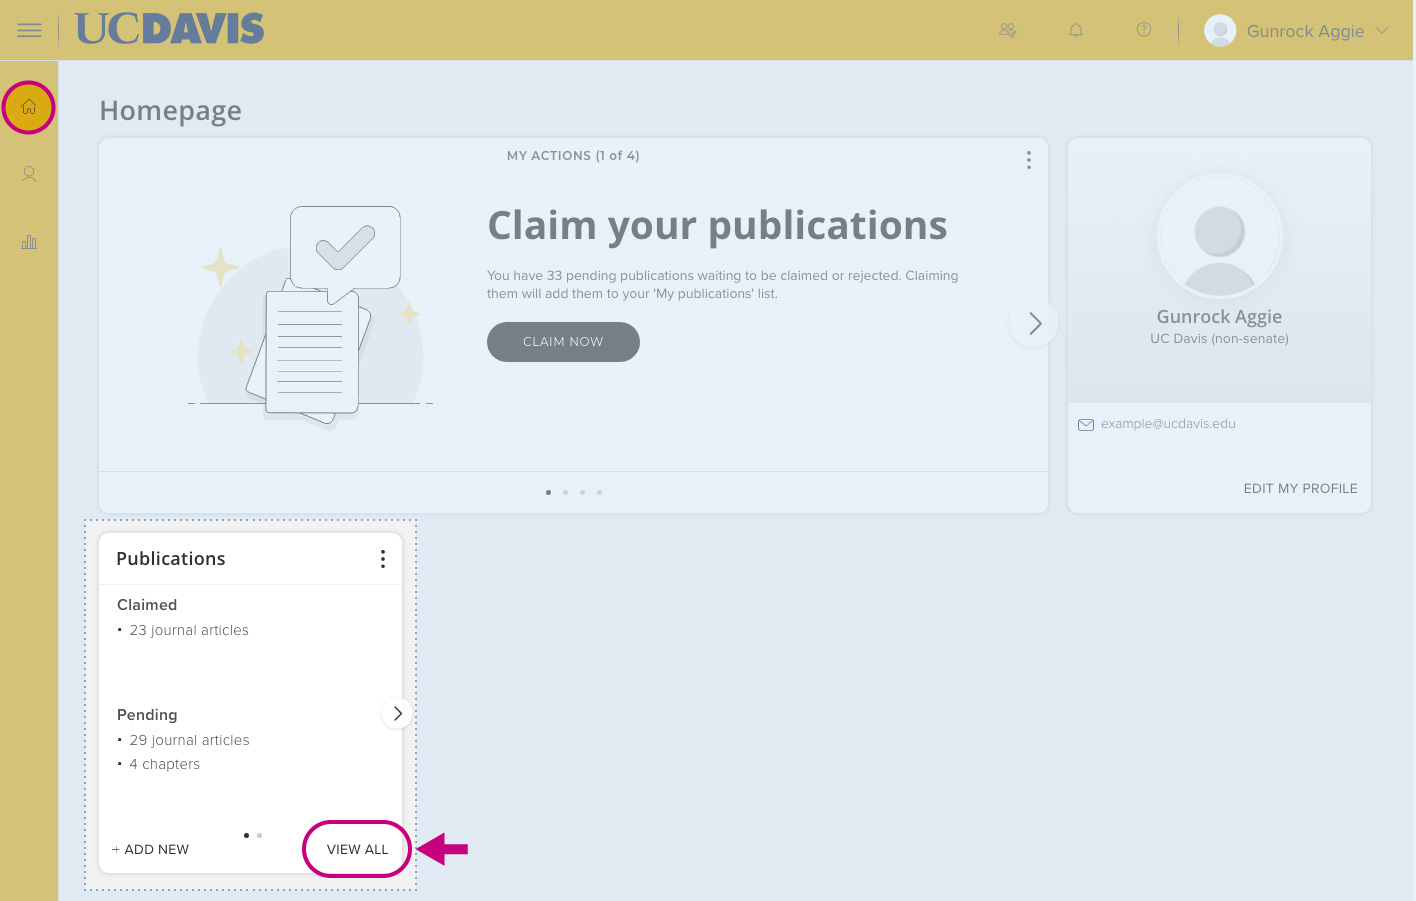 UCDAVIS
Gunrock Aggie
Homepage
MY ACTIONS (1 of 4)
Claim your publications
You have 33 pending publications waiting to be claimed or rejected. Claiming
them will add them to your 'My publications' list.
CLAIM NOW
Gunrock Aggie
UC Davis (non-senate)
example@ucdavis.edu
EDIT MY PROFILE
Publications
Claimed
▪ 23 journal articles
Pending
▪ 29 journal articles
▪ 4 chapters
+ ADD NEW
VIEW ALL